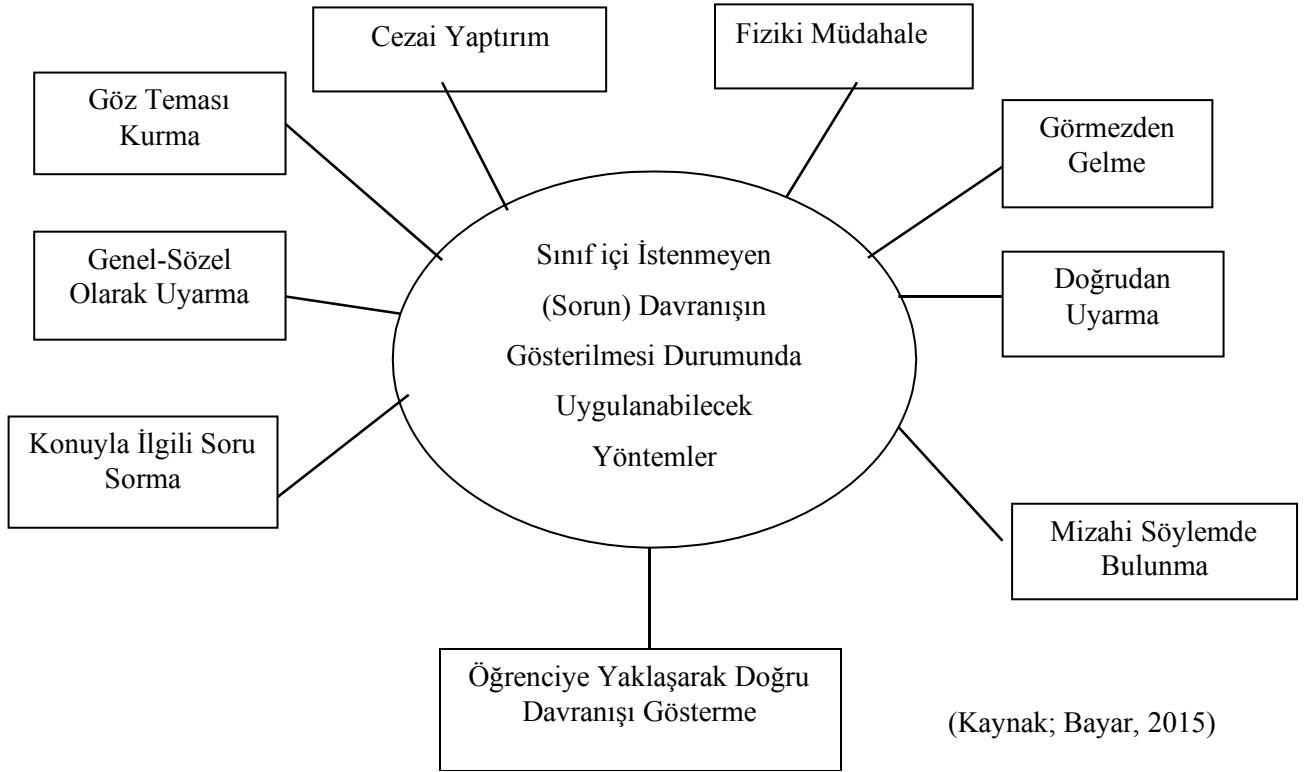 Cezai Yaptırım
Fiziki Müdahale
Göz Teması
Kurma
Görmezden
Gelme
Genel-Sözel
Olarak Uyarma
Sınıf içi İstenmeyen
(Sorun) Davranışın
Gösterilmesi Durumunda
Uygulanabilecek
Yöntemler
Doğrudan
Uyarma
Konuyla İlgili Soru
Sorma
Mizahi Söylemde
Bulunma
Öğrenciye Yaklaşarak Doğru
Davranışı Gösterme
(Kaynak; Bayar, 2015)